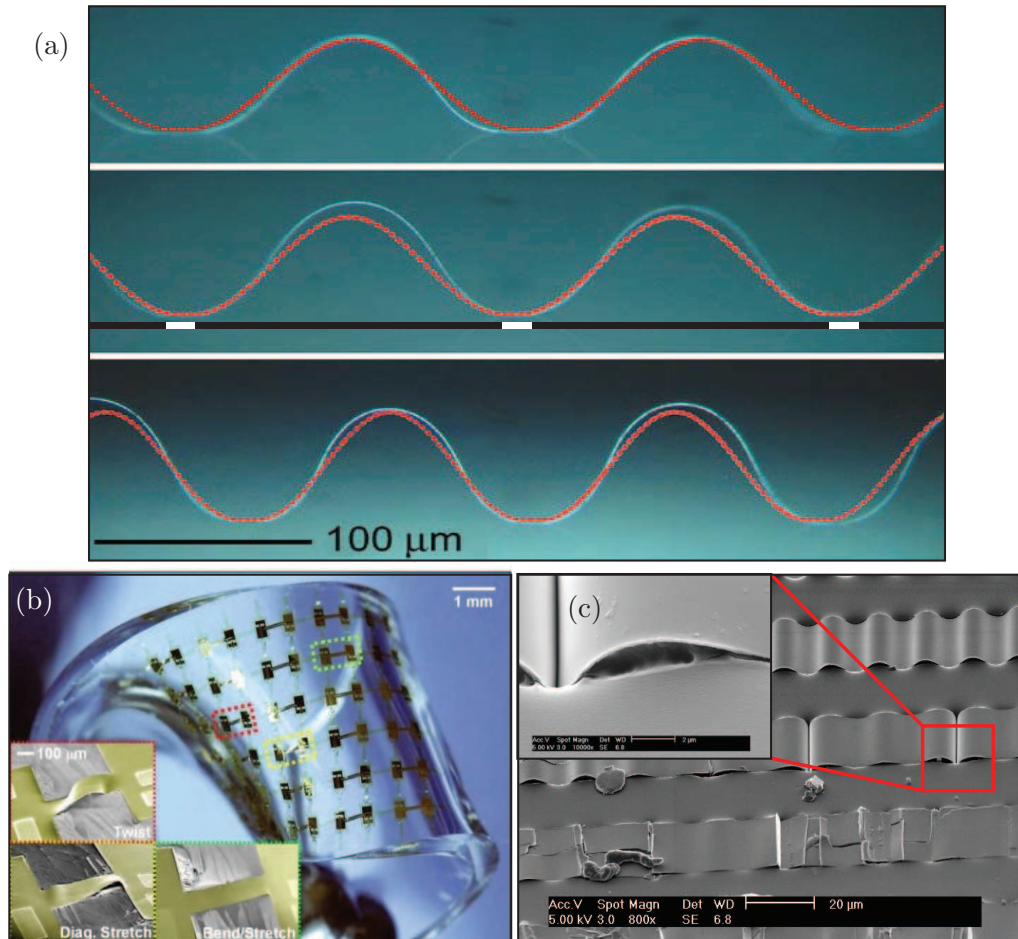 (a)
100 μm
(b)
1 mm
100 μm
Twist
Diag. Stretch
Bend/Stretch
(c)
Acc.V Spot Magn Det WD 2 μm
5.00 kV 3.0 10000x SE 6.8
Acc.V Spot Magn Det WD 20 μm
5.00 kV 3.0 800x SE 6.8